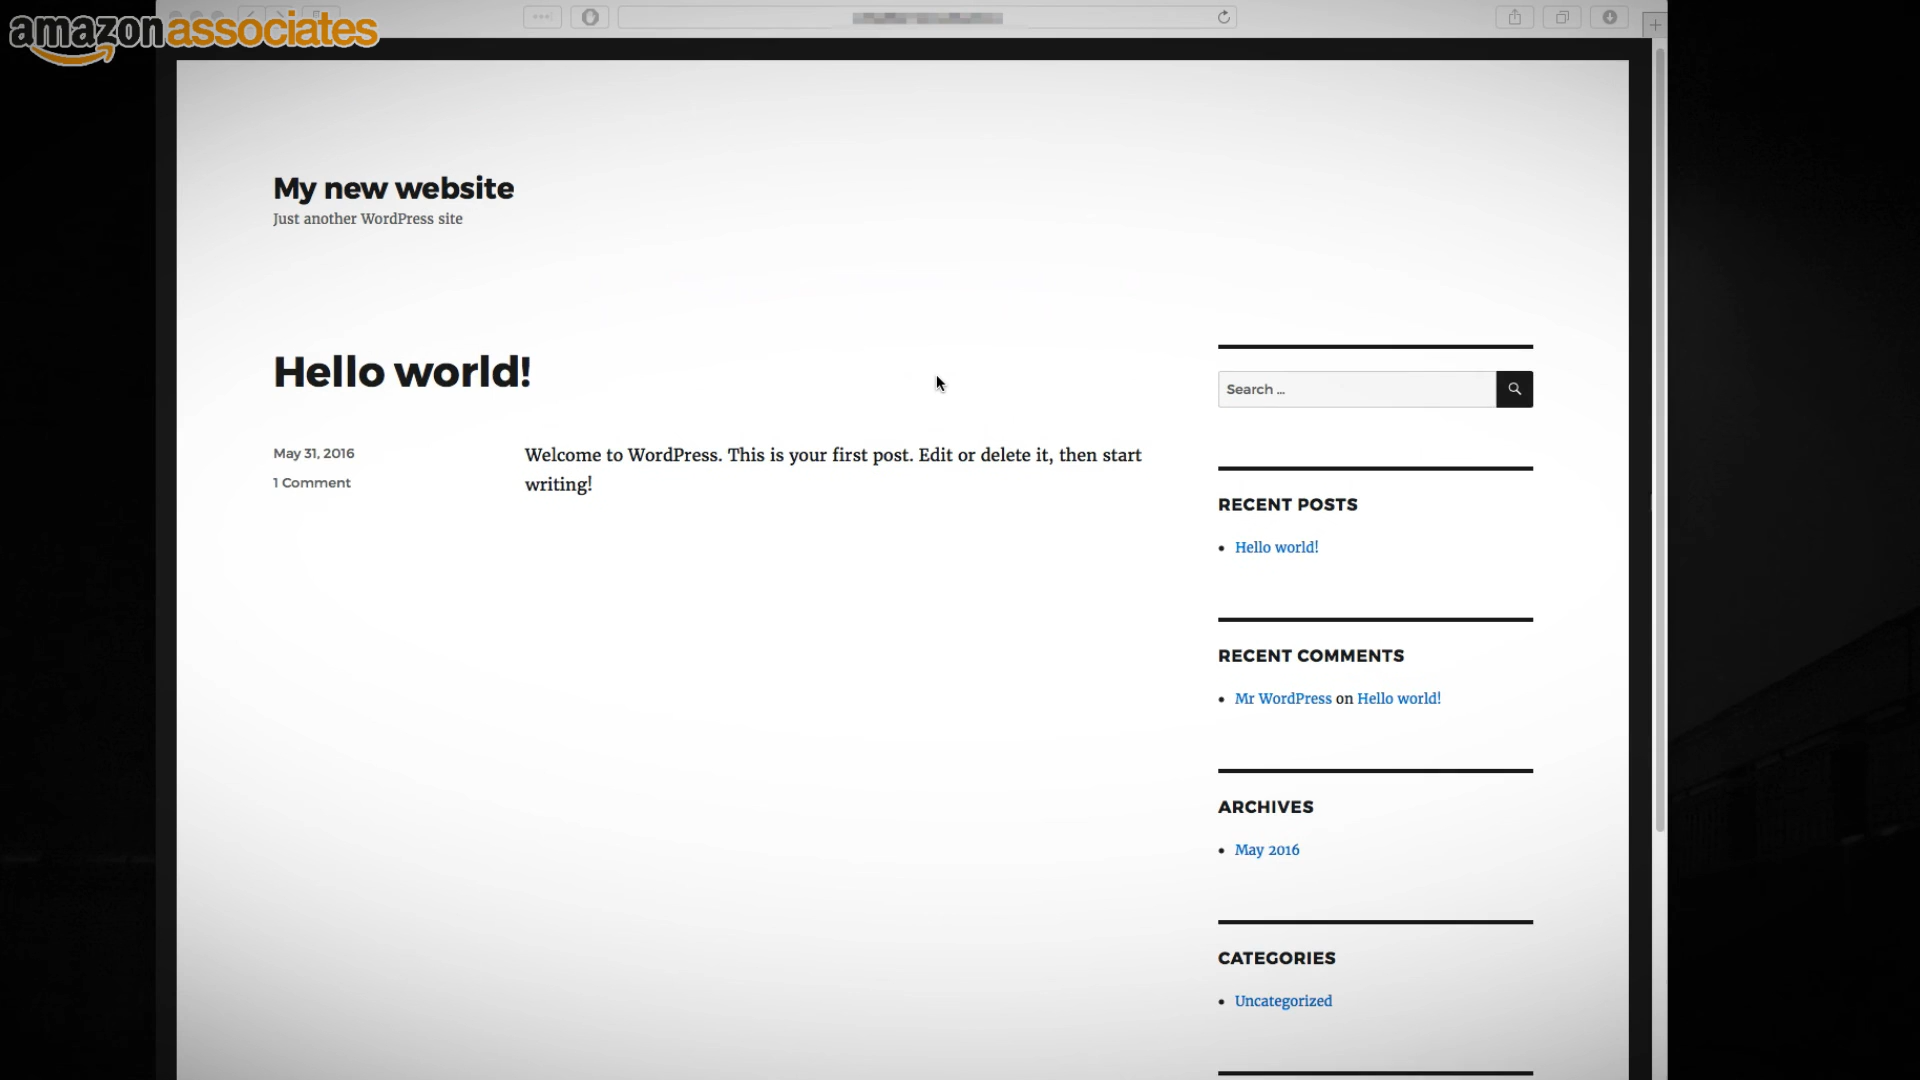 amazonassociates
My new website
Just another WordPress site
Hello world!
May 31, 2016
1 Comment
Welcome to WordPress. This is your first post. Edit or delete it, then start
writing!
Search ...
RECENT POSTS
Hello world!
RECENT COMMENTS
Mr WordPress on Hello world!
ARCHIVES
May 2016
CATEGORIES
Uncategorized